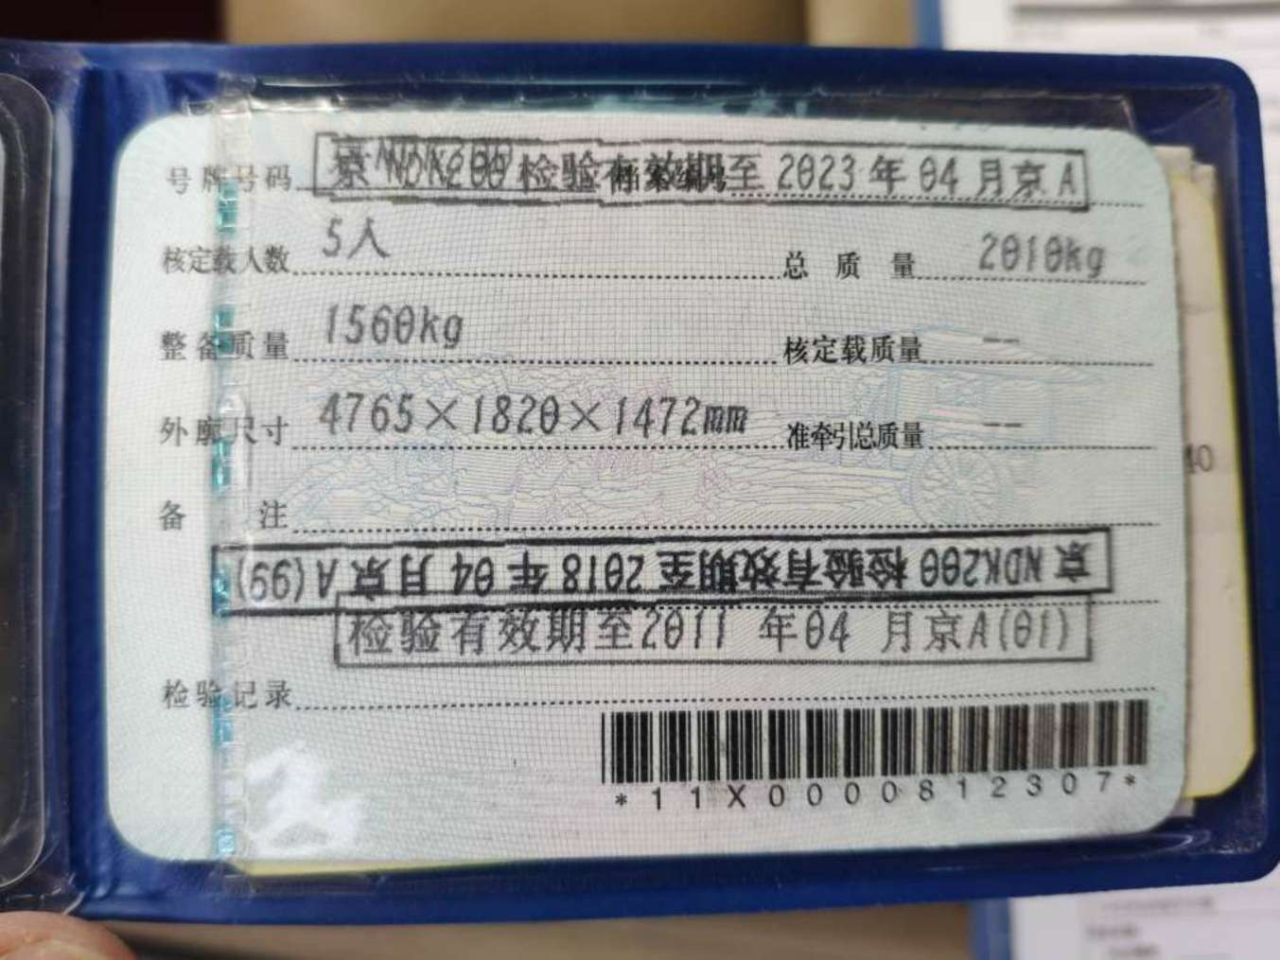 号牌号码 京NDK200 检验有效期至 2023 年 04 月京 A
核定载人数 5人 总 质 量 2010kg
整备质量 1560kg 核定载质量 --
外廓尺寸 4765×1820×1472mm 准牵引总质量 --
备 注
京 NDK200 检验有效期至 2018 年 04 月京 A(99)
检验有效期至2011 年04 月京A(01)
检验记录
*11X0000812307*
40